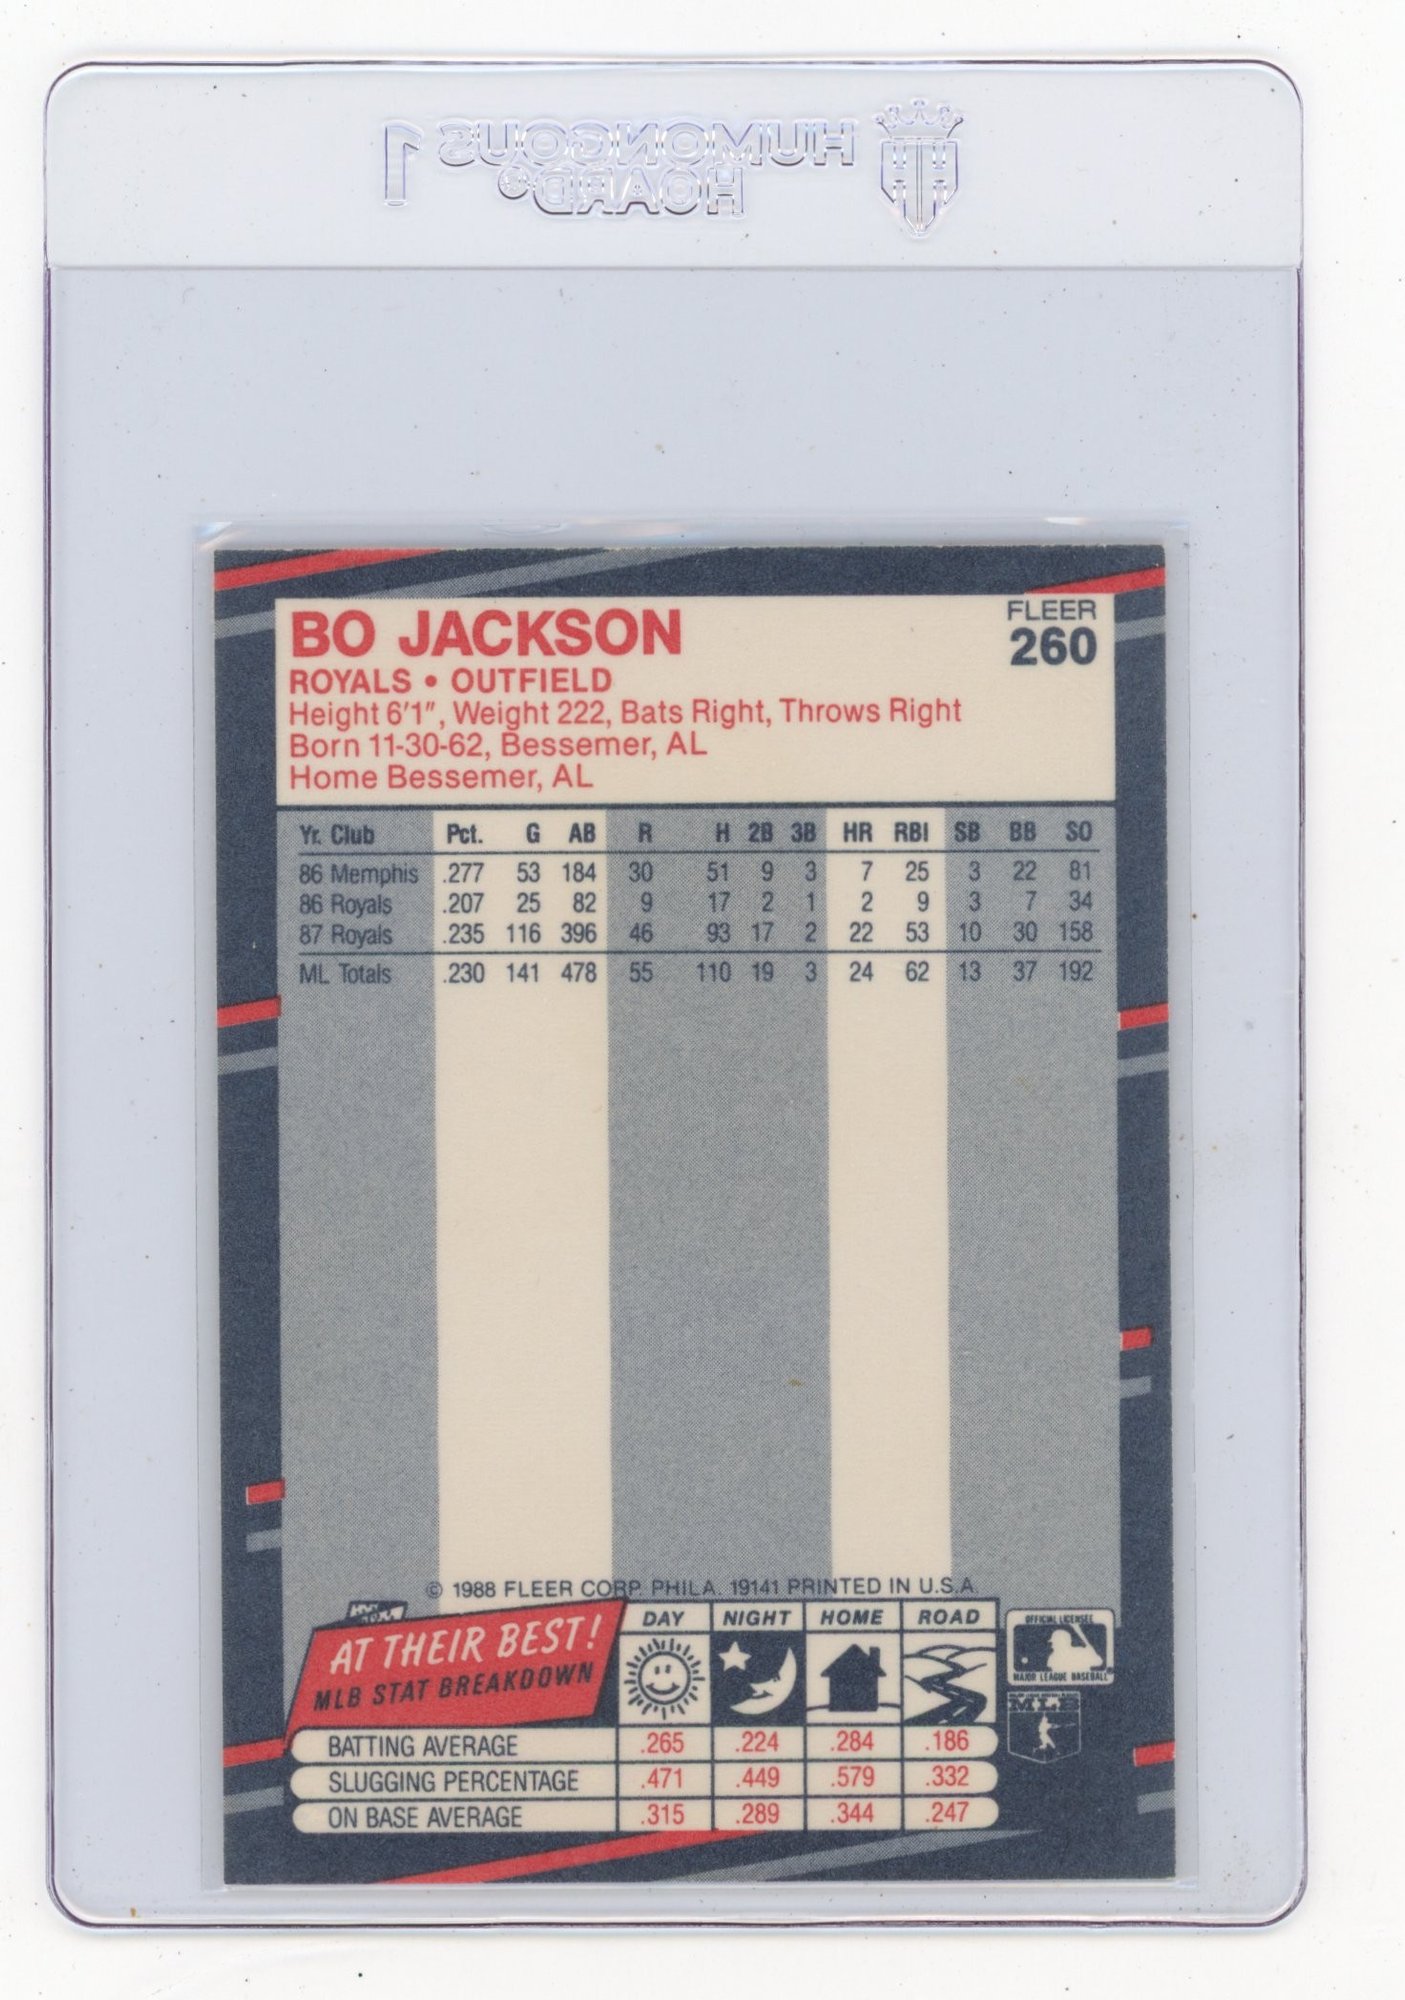 HUMONGOUS 1
HOARD®
BO JACKSON
FLEER
260
ROYALS • OUTFIELD
Height 6'1", Weight 222, Bats Right, Throws Right
Born 11-30-62, Bessemer, AL
Home Bessemer, AL
Yr. Club Pct. G AB R H 2B 3B HR RBI SB BB SO
86 Memphis .277 53 184 30 51 9 3 7 25 3 22 81
86 Royals .207 25 82 9 17 2 1 2 9 3 7 34
87 Royals .235 116 396 46 93 17 2 22 53 10 30 158
ML Totals .230 141 478 55 110 19 3 24 62 13 37 192
© 1988 FLEER CORP. PHILA. 19141 PRINTED IN U.S.A.
AT THEIR BEST!
MLB STAT BREAKDOWN
DAY NIGHT HOME ROAD
BATTING AVERAGE .265 .224 .284 .186
SLUGGING PERCENTAGE .471 .449 .579 .332
ON BASE AVERAGE .315 .289 .344 .247
OFFICIAL LICENSEE
MAJOR LEAGUE BASEBALL
MLB